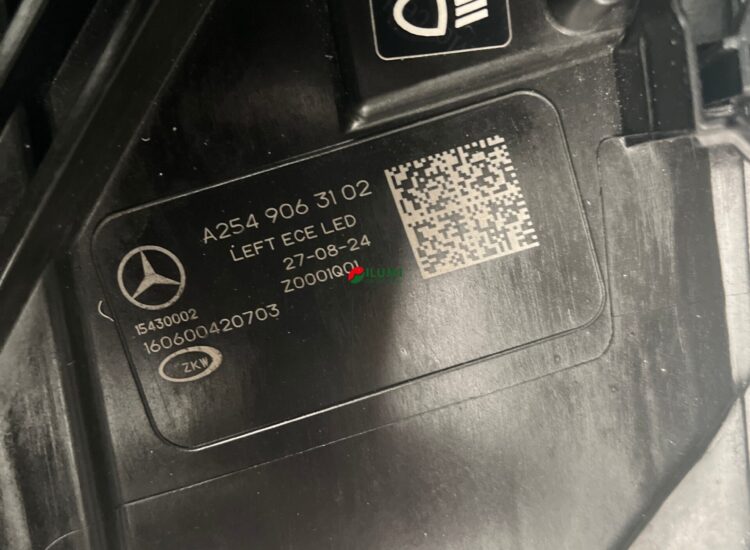 A254 906 31 02
LEFT ECE LED
27-08-24
Z0001Q01
15430002
160600420703
ZKW